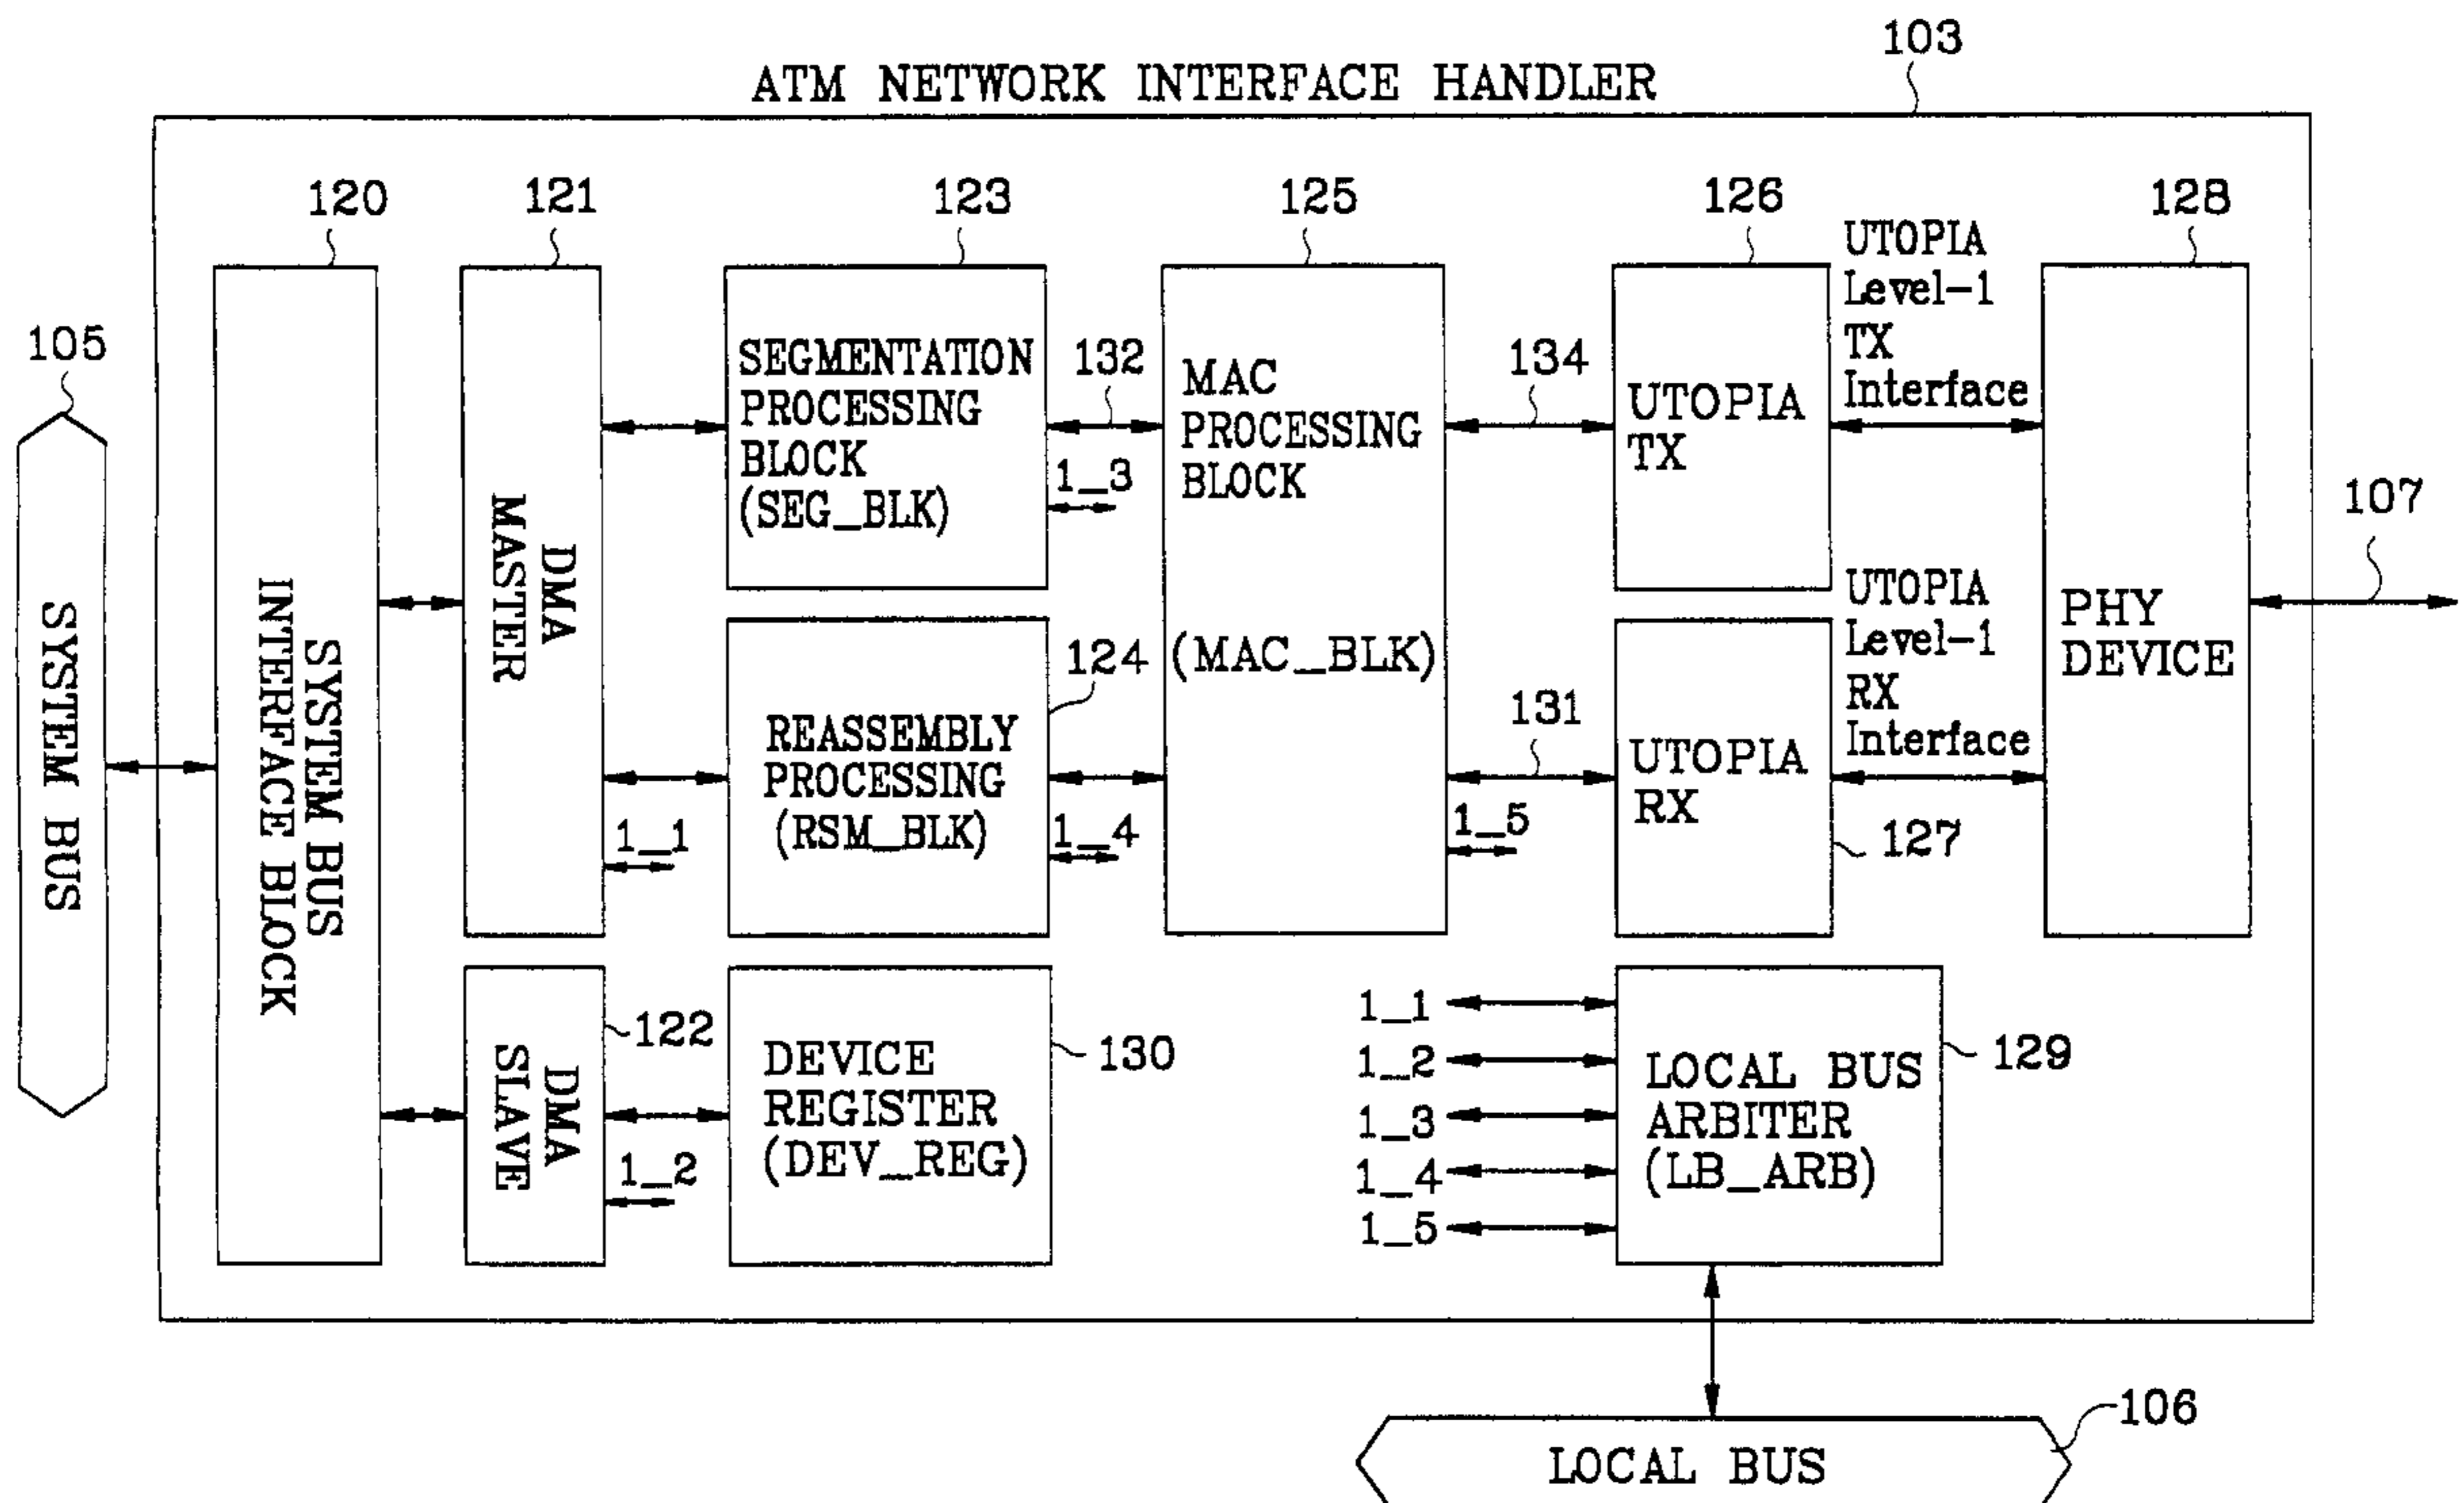 103
ATM NETWORK INTERFACE HANDLER
120
121
123
125
126
128
105
SYSTEM BUS
SYSTEM BUS
INTERFACE BLOCK
DMA
MASTER
SEGMENTATION
PROCESSING
BLOCK
(SEG_BLK)
132
1_3
MAC
PROCESSING
BLOCK
(MAC_BLK)
134
UTOPIA
TX
UTOPIA
Level-1
TX
Interface
PHY
DEVICE
107
1_1
REASSEMBLY
PROCESSING
(RSM_BLK)
124
1_4
131
1_5
UTOPIA
RX
127
UTOPIA
Level-1
RX
Interface
DMA
SLAVE
122
1_2
DEVICE
REGISTER
(DEV_REG)
130
1_1
1_2
1_3
1_4
1_5
LOCAL BUS
ARBITER
(LB_ARB)
129
106
LOCAL BUS